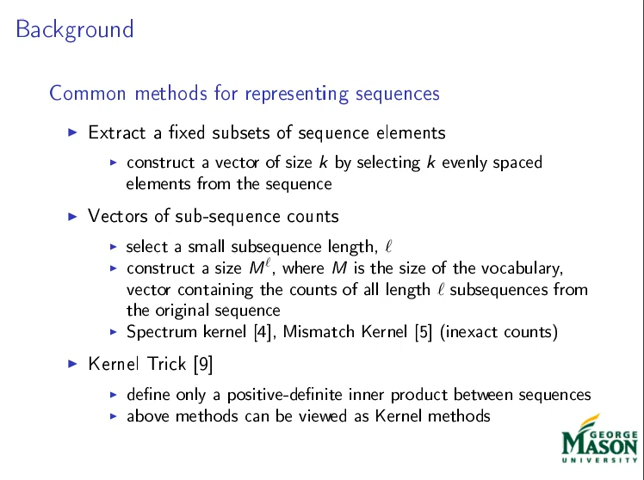 Background
Common methods for representing sequences
▶ Extract a fixed subsets of sequence elements
▶ construct a vector of size k by selecting k evenly spaced
elements from the sequence
▶ Vectors of sub-sequence counts
▶ select a small subsequence length, ℓ
▶ construct a size M^ℓ, where M is the size of the vocabulary,
vector containing the counts of all length ℓ subsequences from
the original sequence
▶ Spectrum kernel [4], Mismatch Kernel [5] (inexact counts)
▶ Kernel Trick [9]
▶ define only a positive-definite inner product between sequences
▶ above methods can be viewed as Kernel methods
GEORGE
MASON
UNIVERSITY